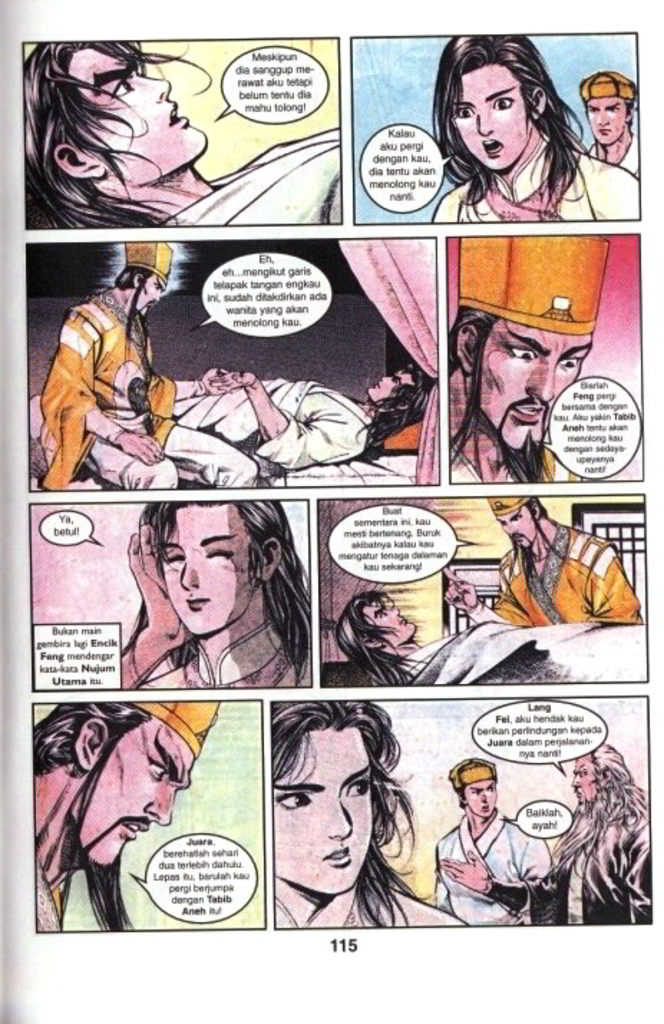 Meskipun
dia sanggup me-
rawat aku tetapi
belum tentu dia
mahu tolong!
Kalau
aku pergi
dengan kau,
dia tentu akan
menolong kau
nanti.
Eh,
eh...mengikut garis
telapak tangan engkau
ini, sudah ditakdirkan ada
wanita yang akan
menolong kau.
Biarlah
Feng pergi
bersama dengan
kau. Aku yakin Tabib
Aneh tentu akan
menolong kau
dengan sedaya-
upayanya
nanti!
Ya,
betul!
Bukan main
gembira lagi Encik
Feng mendengar
kata-kata Nujum
Utama itu.
Buat
sementara ini, kau
mesti bertenang. Buruk
akibatnya kalau kau
mengatur tenaga dalaman
kau sekarang!
Juara,
berehatlah sehari
dua terlebih dahulu.
Lepas itu, barulah kau
pergi berjumpa
dengan Tabib
Aneh itu!
Lang
Fei, aku hendak kau
berikan perlindungan kepada
Juara dalam perjalanan-
nya nanti!
Baiklah,
ayah!
115